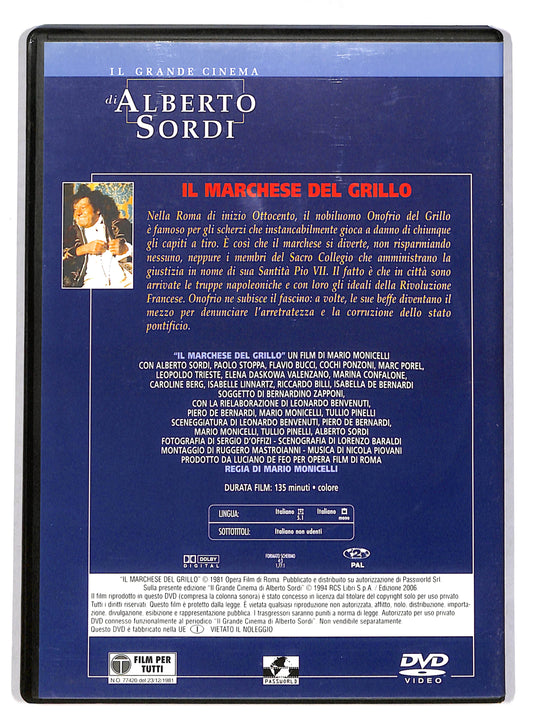 IL GRANDE CINEMA
di ALBERTO
SORDI
IL MARCHESE DEL GRILLO
Nella Roma di inizio Ottocento, il nobiluomo Onofrio del Grillo
è famoso per gli scherzi che instancabilmente gioca a danno di chiunque
gli capiti a tiro. È così che il marchese si diverte, non risparmiando
nessuno, neppure i membri del Sacro Collegio che amministrano la
giustizia in nome di sua Santità Pio VII. Il fatto è che in città sono
arrivate le truppe napoleoniche e con loro gli ideali della Rivoluzione
Francese. Onofrio ne subisce il fascino: a volte, le sue beffe diventano il
mezzo per denunciare l'arretratezza e la corruzione dello stato
pontificio.
"IL MARCHESE DEL GRILLO" UN FILM DI MARIO MONICELLI
CON ALBERTO SORDI, PAOLO STOPPA, FLAVIO BUCCI, COCHI PONZONI, MARC POREL,
LEOPOLDO TRIESTE, ELENA DASKOWA VALENZANO, MARINA CONFALONE,
CAROLINE BERG, ISABELLE LINNARTZ, RICCARDO BILLI, ISABELLA DE BERNARDI
SOGGETTO DI BERNARDINO ZAPPONI,
CON LA RIELABORAZIONE DI LEONARDO BENVENUTI,
PIERO DE BERNARDI, MARIO MONICELLI, TULLIO PINELLI
SCENEGGIATURA DI LEONARDO BENVENUTI, PIERO DE BERNARDI,
MARIO MONICELLI, TULLIO PINELLI, ALBERTO SORDI
FOTOGRAFIA DI SERGIO D'OFFIZI - SCENOGRAFIA DI LORENZO BARALDI
MONTAGGIO DI RUGGERO MASTROIANNI - MUSICA DI NICOLA PIOVANI
PRODOTTO DA LUCIANO DE FEO PER OPERA FILM DI ROMA
REGIA DI MARIO MONICELLI
DURATA FILM: 135 minuti • colore
LINGUA: Italiano 5.1 Italiano mono
SOTTOTITOLI: Italiano non udenti
DOLBY DIGITAL FORMATO SCHERMO 2 PAL
"IL MARCHESE DEL GRILLO" © 1981 Opera Film di Roma. Pubblicato e distribuito su autorizzazione di Passworld Srl
Sulla presente edizione "Il Grande Cinema di Alberto Sordi" © 1994 RCS Libri S.p.A. / Edizione 2006
Il film riprodotto in questo DVD (compresa la colonna sonora) è stato concesso in licenza dal titolare del copyright solo per uso privato
Tutti i diritti riservati. Questo film è protetto dalla legge. È vietata qualsiasi riproduzione non autorizzata, affitto, nolo, distribuzione, importa-
zione, divulgazione, esibizione e rappresentazione pubblica. I trasgressori saranno puniti a norma di legge. Autorizzato per uso privato
DVD connesso funzionalmente al periodico "Il Grande Cinema di Alberto Sordi". Non vendibile separatamente.
Questo DVD è fabbricato nella UE I VIETATO IL NOLEGGIO
T FILM PER
TUTTI
N.O. 77420 del 23/12/1981
PASSWORLD
DVD
VIDEO